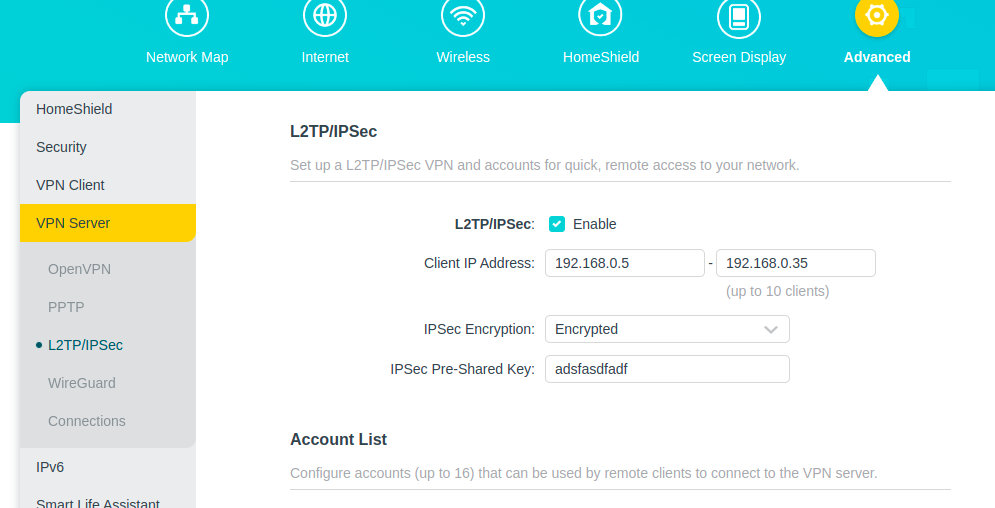 Network Map
Internet
Wireless
HomeShield
Screen Display
Advanced
HomeShield
Security
VPN Client
VPN Server
OpenVPN
PPTP
L2TP/IPSec
WireGuard
Connections
IPv6
Smart Life Assistant
L2TP/IPSec
Set up a L2TP/IPSec VPN and accounts for quick, remote access to your network.
L2TP/IPSec: Enable
Client IP Address: 192.168.0.5 - 192.168.0.35
(up to 10 clients)
IPSec Encryption: Encrypted
IPSec Pre-Shared Key: adsfasdfadf
Account List
Configure accounts (up to 16) that can be used by remote clients to connect to the VPN server.